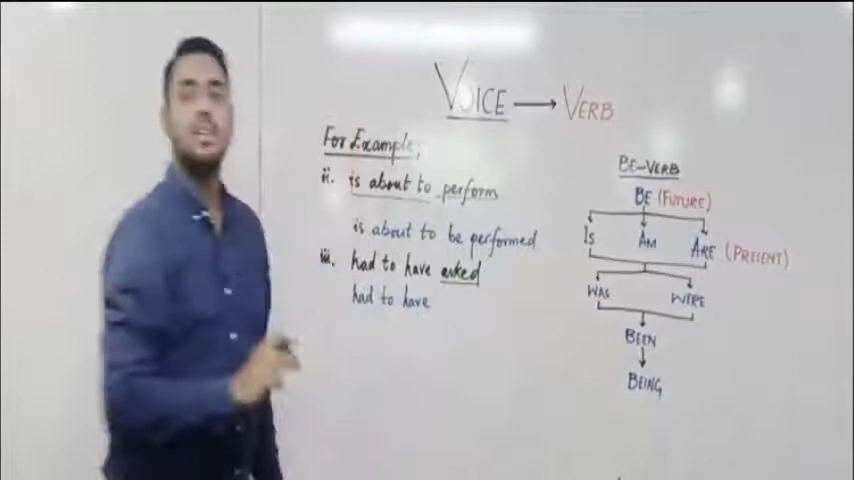 VOICE → VERB
For Example;
ii. is about to perform
is about to be performed
iii. had to have asked
had to have
BE-VERB
BE (FUTURE)
IS AM ARE (PRESENT)
WAS WERE
BEEN
BEING